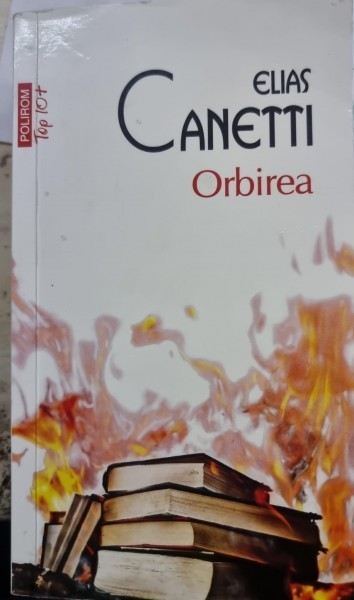 POLIROM
Top 10+
ELIAS
CANETTI
Orbirea